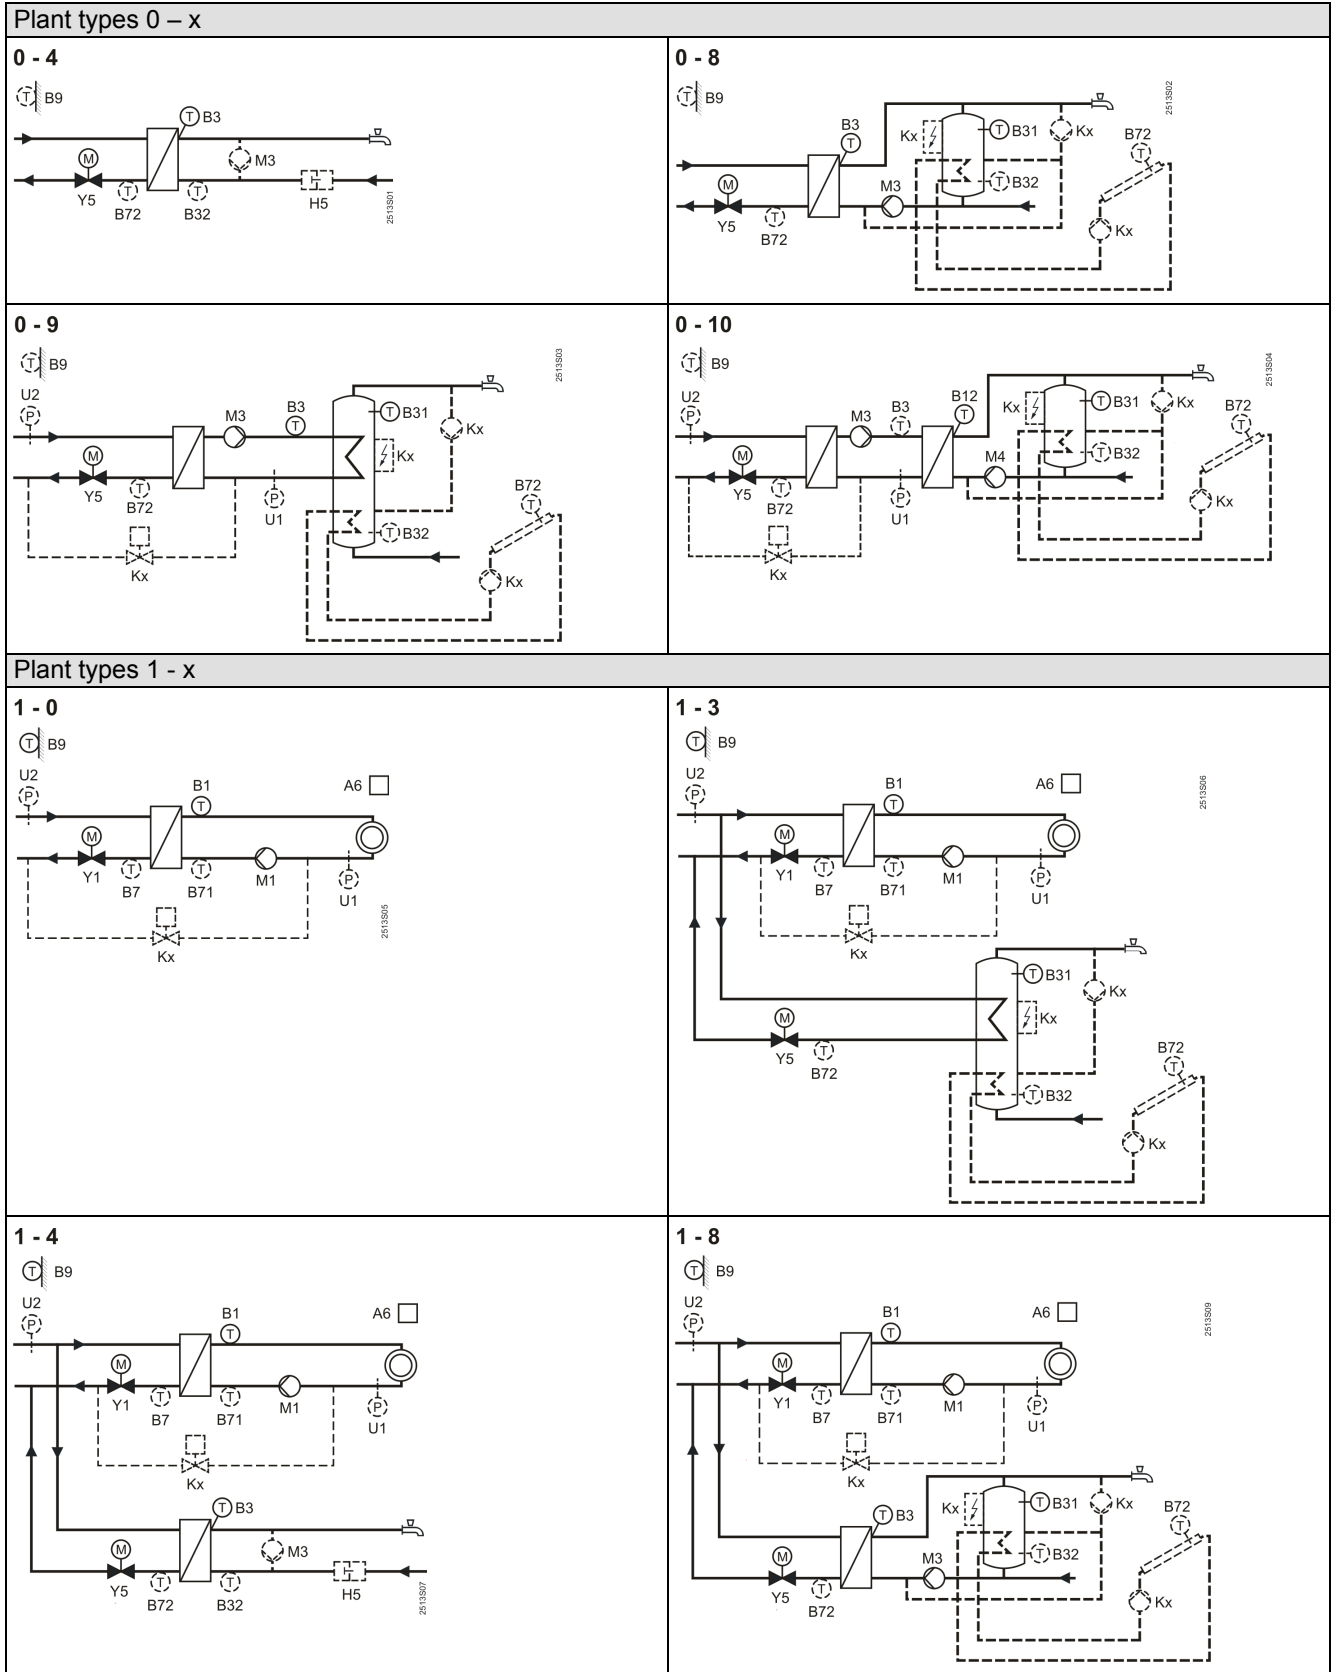 Plant types 0 – x
0 - 4
T B9
T B3
M
M3
Y5
T
B72
T
B32
H5
2513S01
0 - 8
T B9
B3
T
Kx
T B31
Kx
B72
T
2513S02
M
Y5
T
B72
M3
T B32
Kx
0 - 9
T B9
U2
P
M3
B3
T
T B31
Kx
Kx
2513S03
M
Y5
T
B72
P
U1
B72
T
T B32
Kx
Kx
0 - 10
T B9
U2
P
M3
B3
T
B12
T
Kx
T B31
Kx
B72
T
2513S04
M
Y5
T
B72
P
U1
M4
T B32
Kx
Kx
Plant types 1 - x
1 - 0
T B9
U2
P
B1
T
A6
M
Y1
T
B7
T
B71
M1
P
U1
Kx
2513S05
1 - 3
T B9
U2
P
B1
T
A6
2513S06
M
Y1
T
B7
T
B71
M1
P
U1
Kx
T B31
Kx
Kx
M
Y5
T
B72
B72
T
T B32
Kx
1 - 4
T B9
U2
P
B1
T
A6
M
Y1
T
B7
T
B71
M1
P
U1
Kx
T B3
M
M3
Y5
T
B72
T
B32
H5
2513S07
1 - 8
T B9
U2
P
B1
T
A6
2513S09
M
Y1
T
B7
T
B71
M1
P
U1
Kx
T B3
Kx
T B31
Kx
B72
T
M
Y5
T
B72
M3
T B32
Kx